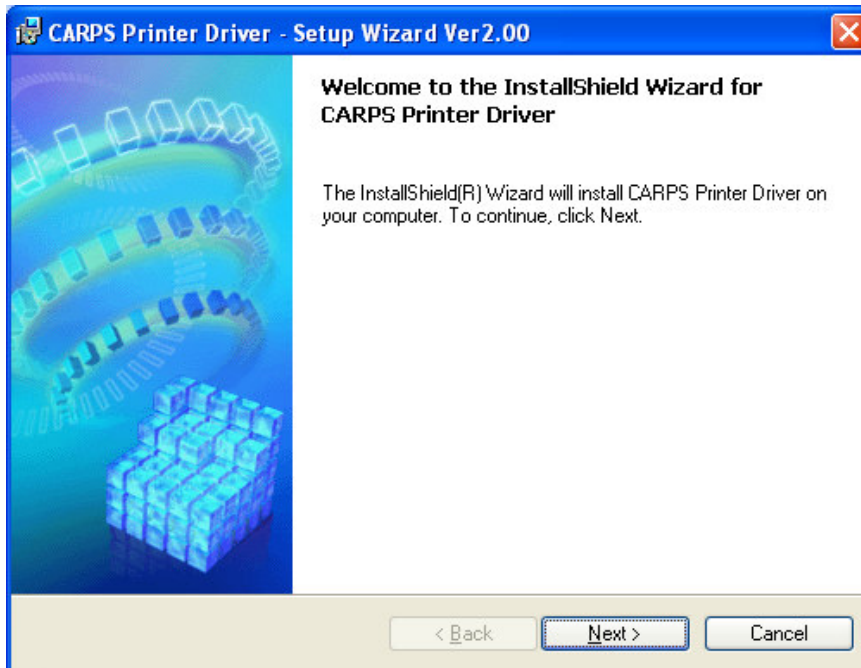 CARPS Printer Driver - Setup Wizard Ver2.00
Welcome to the InstallShield Wizard for
CARPS Printer Driver
The InstallShield(R) Wizard will install CARPS Printer Driver on
your computer. To continue, click Next.
< Back Next > Cancel